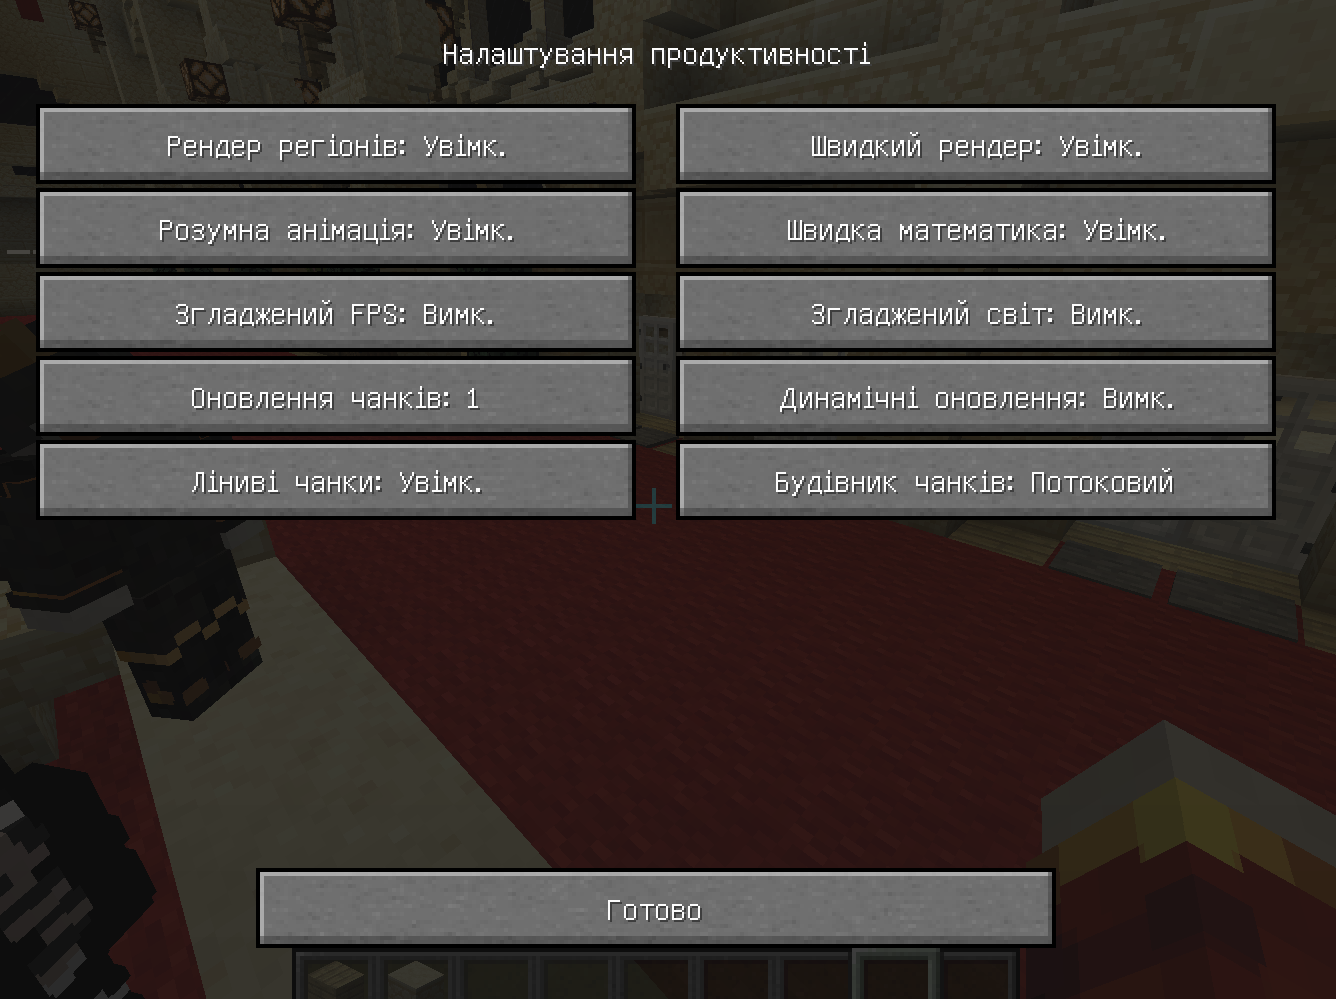 Налаштування продуктивності
Рендер регіонів: Увімк.
Швидкий рендер: Увімк.
Розумна анімація: Увімк.
Швидка математика: Увімк.
Згладжений FPS: Вимк.
Згладжений світ: Вимк.
Оновлення чанків: 1
Динамічні оновлення: Вимк.
Ліниві чанки: Увімк.
Будівник чанків: Потоковий
Готово